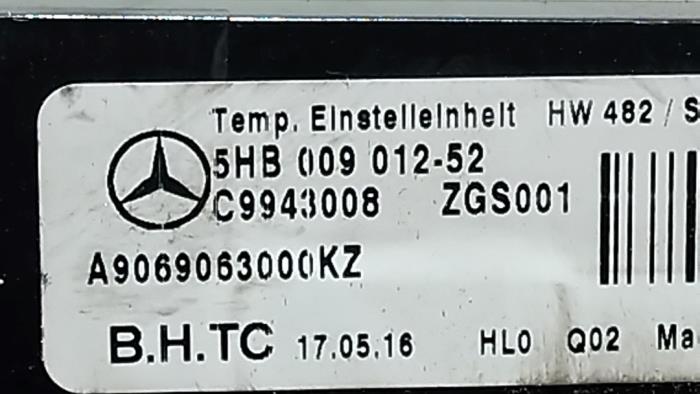 Temp. Einstelleinheit HW 482 / S
5HB 009 012-52
C9943008 ZGS001
A9069063000KZ
B.H.TC 17.05.16 HL0 Q02 Ma